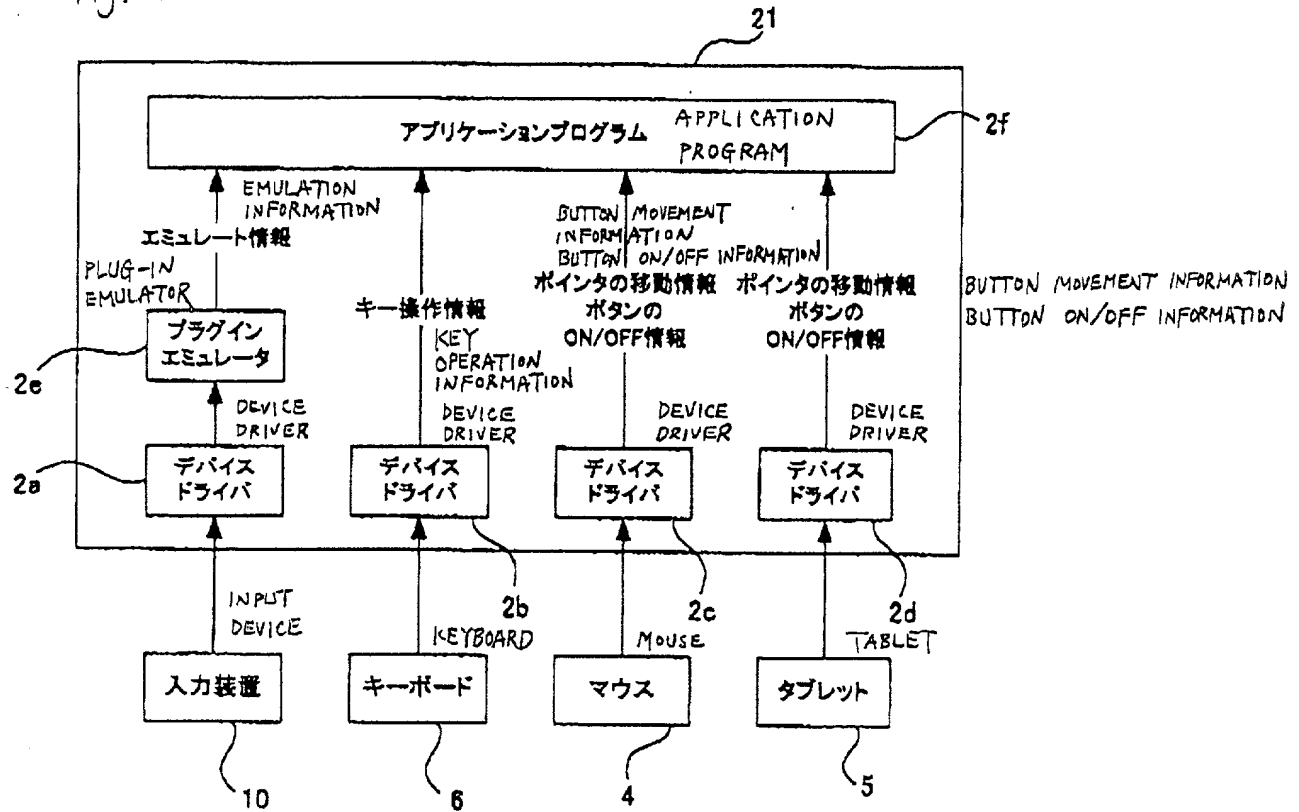 Fig.
21
アプリケーションプログラム
APPLICATION
PROGRAM
2f
EMULATION
INFORMATION
エミュレート情報
PLUG-IN
EMULATOR
プラグイン
エミュレータ
2e
キー操作情報
KEY
OPERATION
INFORMATION
BUTTON MOVEMENT
INFORMATION
BUTTON ON/OFF INFORMATION
ポインタの移動情報
ボタンの
ON/OFF情報
ポインタの移動情報
ボタンの
ON/OFF情報
BUTTON MOVEMENT INFORMATION
BUTTON ON/OFF INFORMATION
DEVICE
DRIVER
デバイス
ドライバ
2a
DEVICE
DRIVER
デバイス
ドライバ
2b
DEVICE
DRIVER
デバイス
ドライバ
2c
DEVICE
DRIVER
デバイス
ドライバ
2d
INPUT
DEVICE
入力装置
10
KEYBOARD
キーボード
6
MOUSE
マウス
4
TABLET
タブレット
5